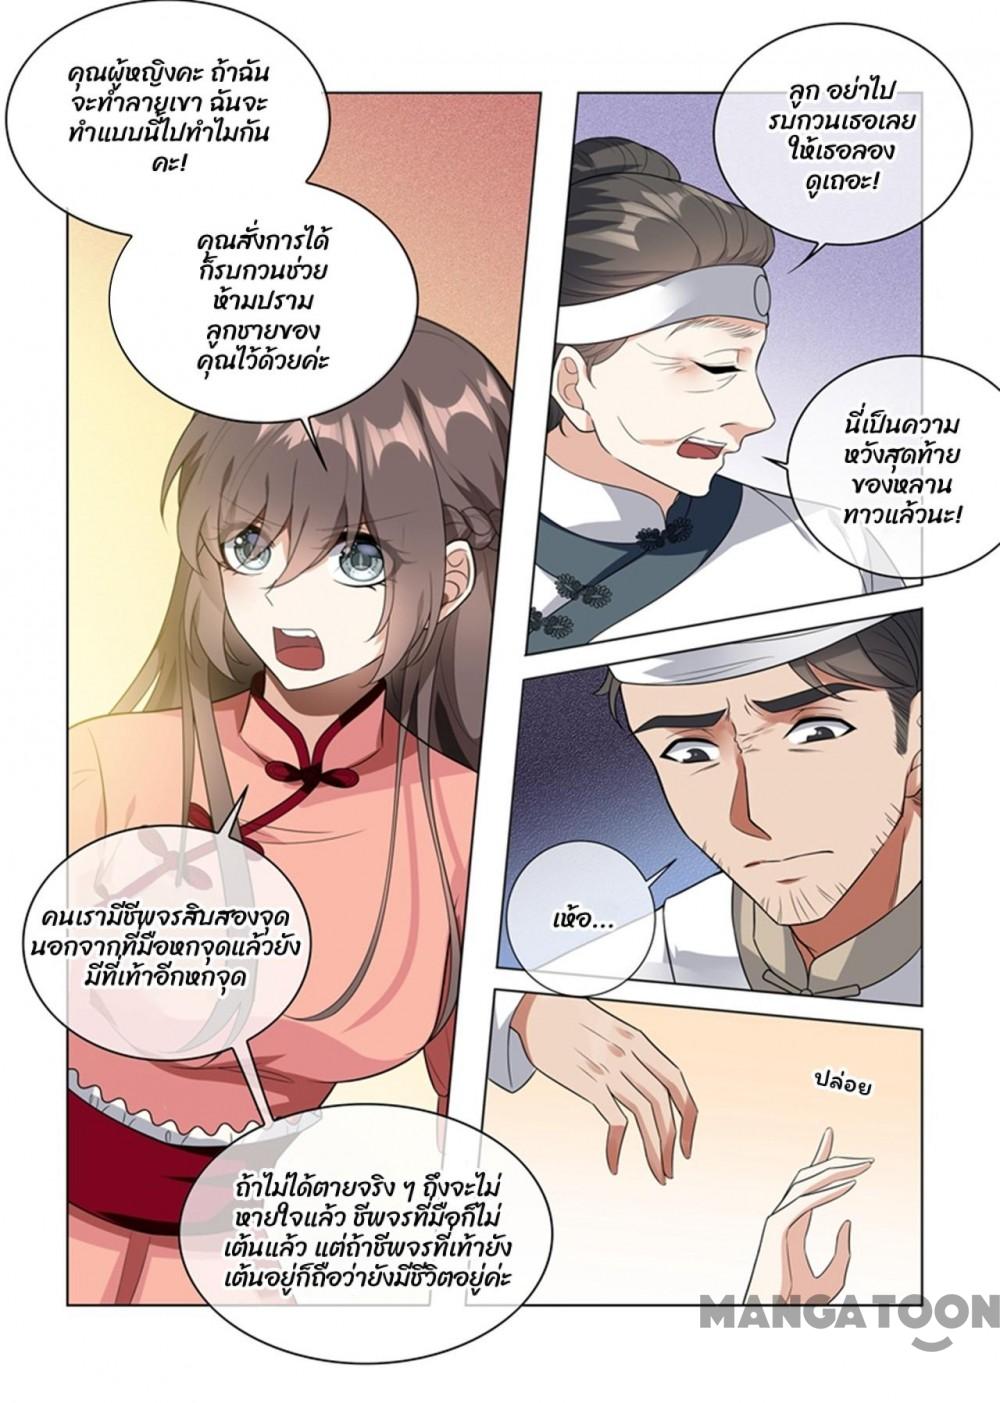 คุณผู้หญิงคะ ถ้าฉัน
จะทำลายเขา ฉันจะ
ทำแบบนี้ไปทำไมกัน
คะ!
คุณสั่งการได้
ก็รบกวนช่วย
ห้ามปราม
ลูกชายของ
คุณไว้ด้วยค่ะ
คนเรามีชีพจรสิบสองจุด
นอกจากที่มือหกจุดแล้วยัง
มีที่เท้าอีกหกจุด
ถ้าไม่ได้ตายจริง ๆ ถึงจะไม่
หายใจแล้ว ชีพจรที่มือก็ไม่
เต้นแล้ว แต่ถ้าชีพจรที่เท้ายัง
เต้นอยู่ก็ถือว่ายังมีชีวิตอยู่ค่ะ
ลูก อย่าไป
รบกวนเธอเลย
ให้เธอลอง
ดูเถอะ!
นี่เป็นความ
หวังสุดท้าย
ของหลาน
ทาวแล้วนะ!
เห้อ...
ปล่อย
MANGATOON